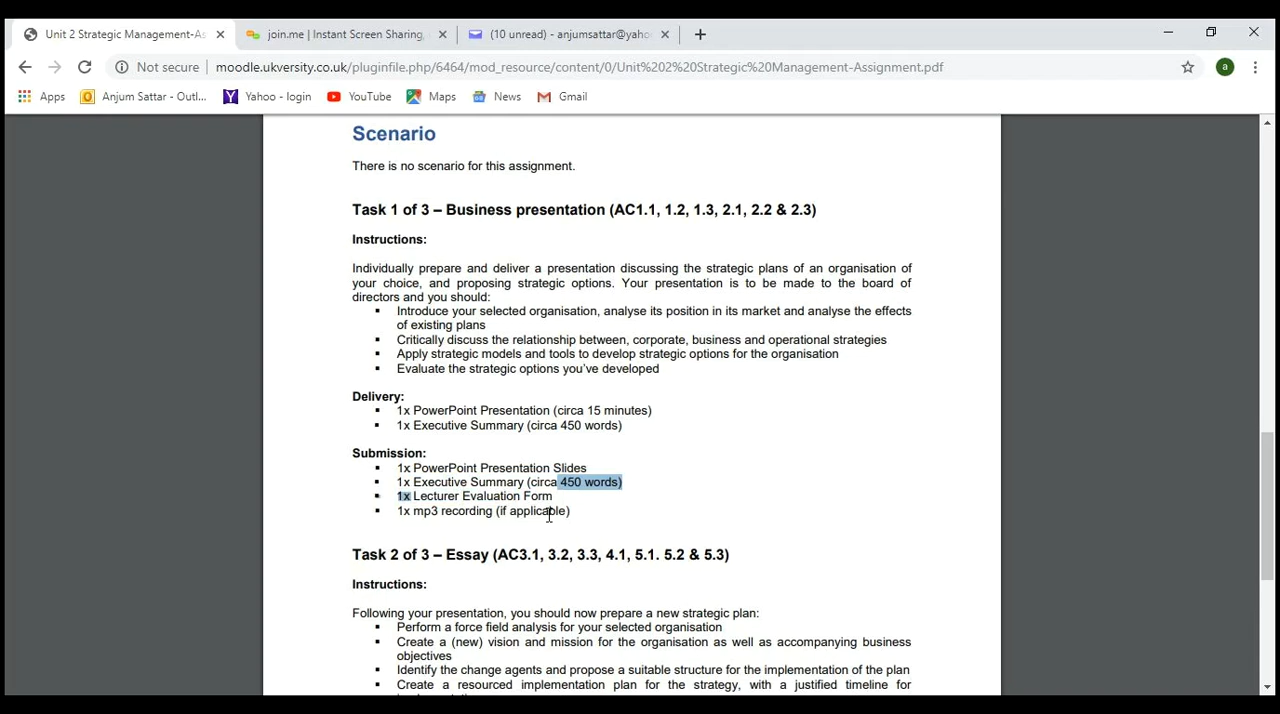 Unit 2 Strategic Management-As
join.me | Instant Screen Sharing,
(10 unread) - anjumsattar@yaho
Not secure
moodle.ukversity.co.uk/pluginfile.php/6464/mod_resource/content/0/Unit%202%20Strategic%20Management-Assignment.pdf
a
Apps
Anjum Sattar - Outl...
Yahoo - login
YouTube
Maps
News
Gmail
Scenario
There is no scenario for this assignment.
Task 1 of 3 – Business presentation (AC1.1, 1.2, 1.3, 2.1, 2.2 & 2.3)
Instructions:
Individually prepare and deliver a presentation discussing the strategic plans of an organisation of
your choice, and proposing strategic options. Your presentation is to be made to the board of
directors and you should:
▪ Introduce your selected organisation, analyse its position in its market and analyse the effects
of existing plans
▪ Critically discuss the relationship between, corporate, business and operational strategies
▪ Apply strategic models and tools to develop strategic options for the organisation
▪ Evaluate the strategic options you've developed
Delivery:
▪ 1x PowerPoint Presentation (circa 15 minutes)
▪ 1x Executive Summary (circa 450 words)
Submission:
▪ 1x PowerPoint Presentation Slides
▪ 1x Executive Summary (circa 450 words)
▪ 1x Lecturer Evaluation Form
▪ 1x mp3 recording (if applicable)
Task 2 of 3 – Essay (AC3.1, 3.2, 3.3, 4.1, 5.1. 5.2 & 5.3)
Instructions:
Following your presentation, you should now prepare a new strategic plan:
▪ Perform a force field analysis for your selected organisation
▪ Create a (new) vision and mission for the organisation as well as accompanying business
objectives
▪ Identify the change agents and propose a suitable structure for the implementation of the plan
▪ Create a resourced implementation plan for the strategy, with a justified timeline for